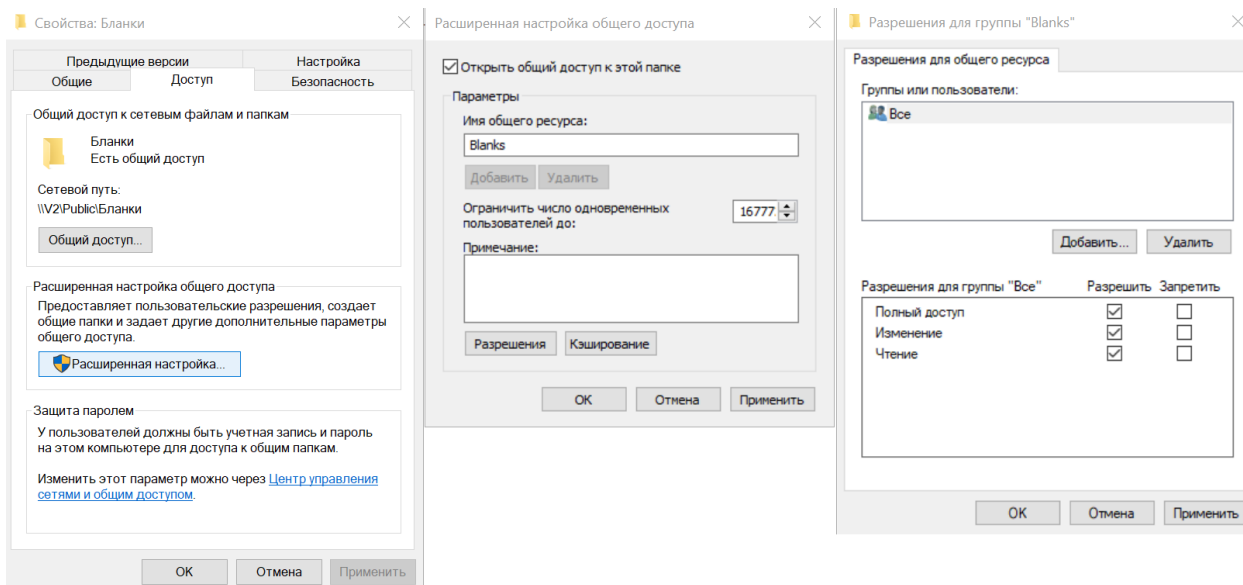 Свойства: Бланки
Предыдущие версии
Настройка
Общие
Доступ
Безопасность
Общий доступ к сетевым файлам и папкам
Бланки
Есть общий доступ
Сетевой путь:
\\V2\Public\Бланки
Общий доступ...
Расширенная настройка общего доступа
Предоставляет пользовательские разрешения, создает
общие папки и задает другие дополнительные параметры
общего доступа.
Расширенная настройка...
Защита паролем
У пользователей должны быть учетная запись и пароль
на этом компьютере для доступа к общим папкам.
Изменить этот параметр можно через Центр управления
сетями и общим доступом.
ОК
Отмена
Применить
Расширенная настройка общего доступа
Открыть общий доступ к этой папке
Параметры
Имя общего ресурса:
Blanks
Добавить
Удалить
Ограничить число одновременных
пользователей до:
16777
Примечание:
Разрешения
Кэширование
ОК
Отмена
Применить
Разрешения для группы "Blanks"
Разрешения для общего ресурса
Группы или пользователи:
Все
Добавить...
Удалить
Разрешения для группы "Все"
Разрешить
Запретить
Полный доступ
Изменение
Чтение
ОК
Отмена
Применить